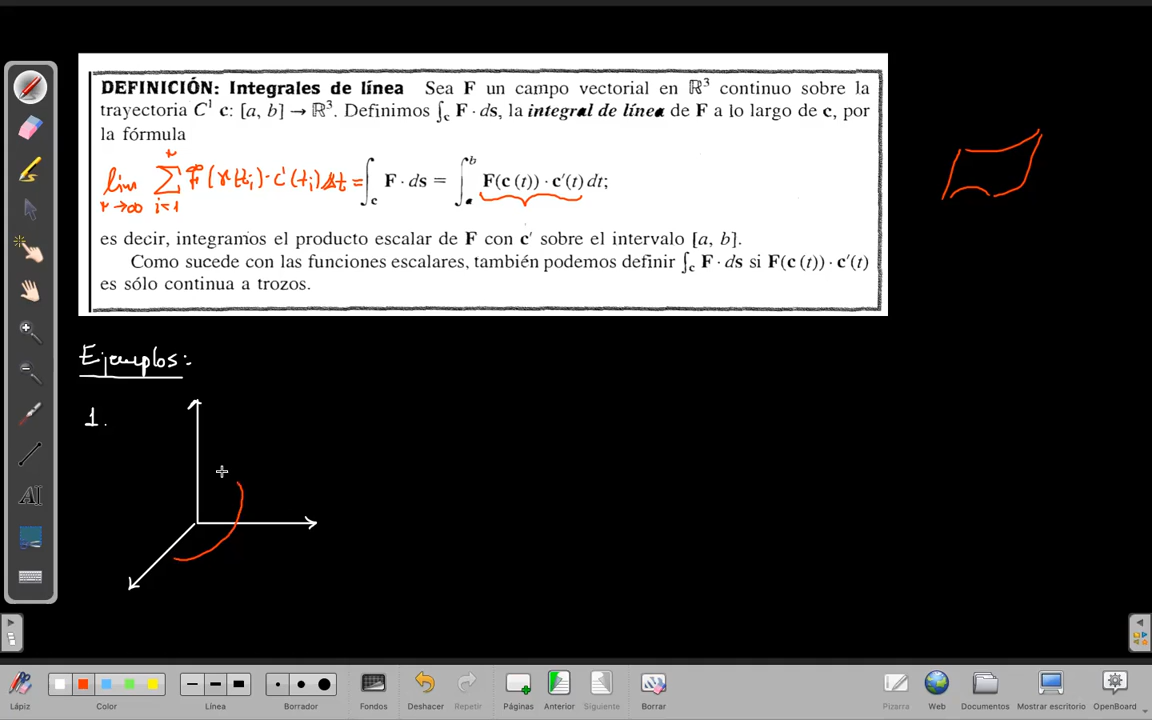 DEFINICIÓN: Integrales de línea Sea F un campo vectorial en ℝ³ continuo sobre la
trayectoria C¹ c: [a, b] → ℝ³. Definimos ∫c F · ds, la integral de línea de F a lo largo de c, por
la fórmula
lim n→∞ Σ i=1 n F(γ(ti) · c'(ti) Δt = ∫c F · ds = ∫a b F(c (t)) · c'(t) dt;
es decir, integramos el producto escalar de F con c' sobre el intervalo [a, b].
Como sucede con las funciones escalares, también podemos definir ∫c F · ds si F(c (t)) · c'(t)
es sólo continua a trozos.
Ejemplos:
1.
Lápiz Color Línea Borrador Fondos Deshacer Repetir Páginas Anterior Siguiente Borrar Pizarra Web Documentos Mostrar escritorio OpenBoard